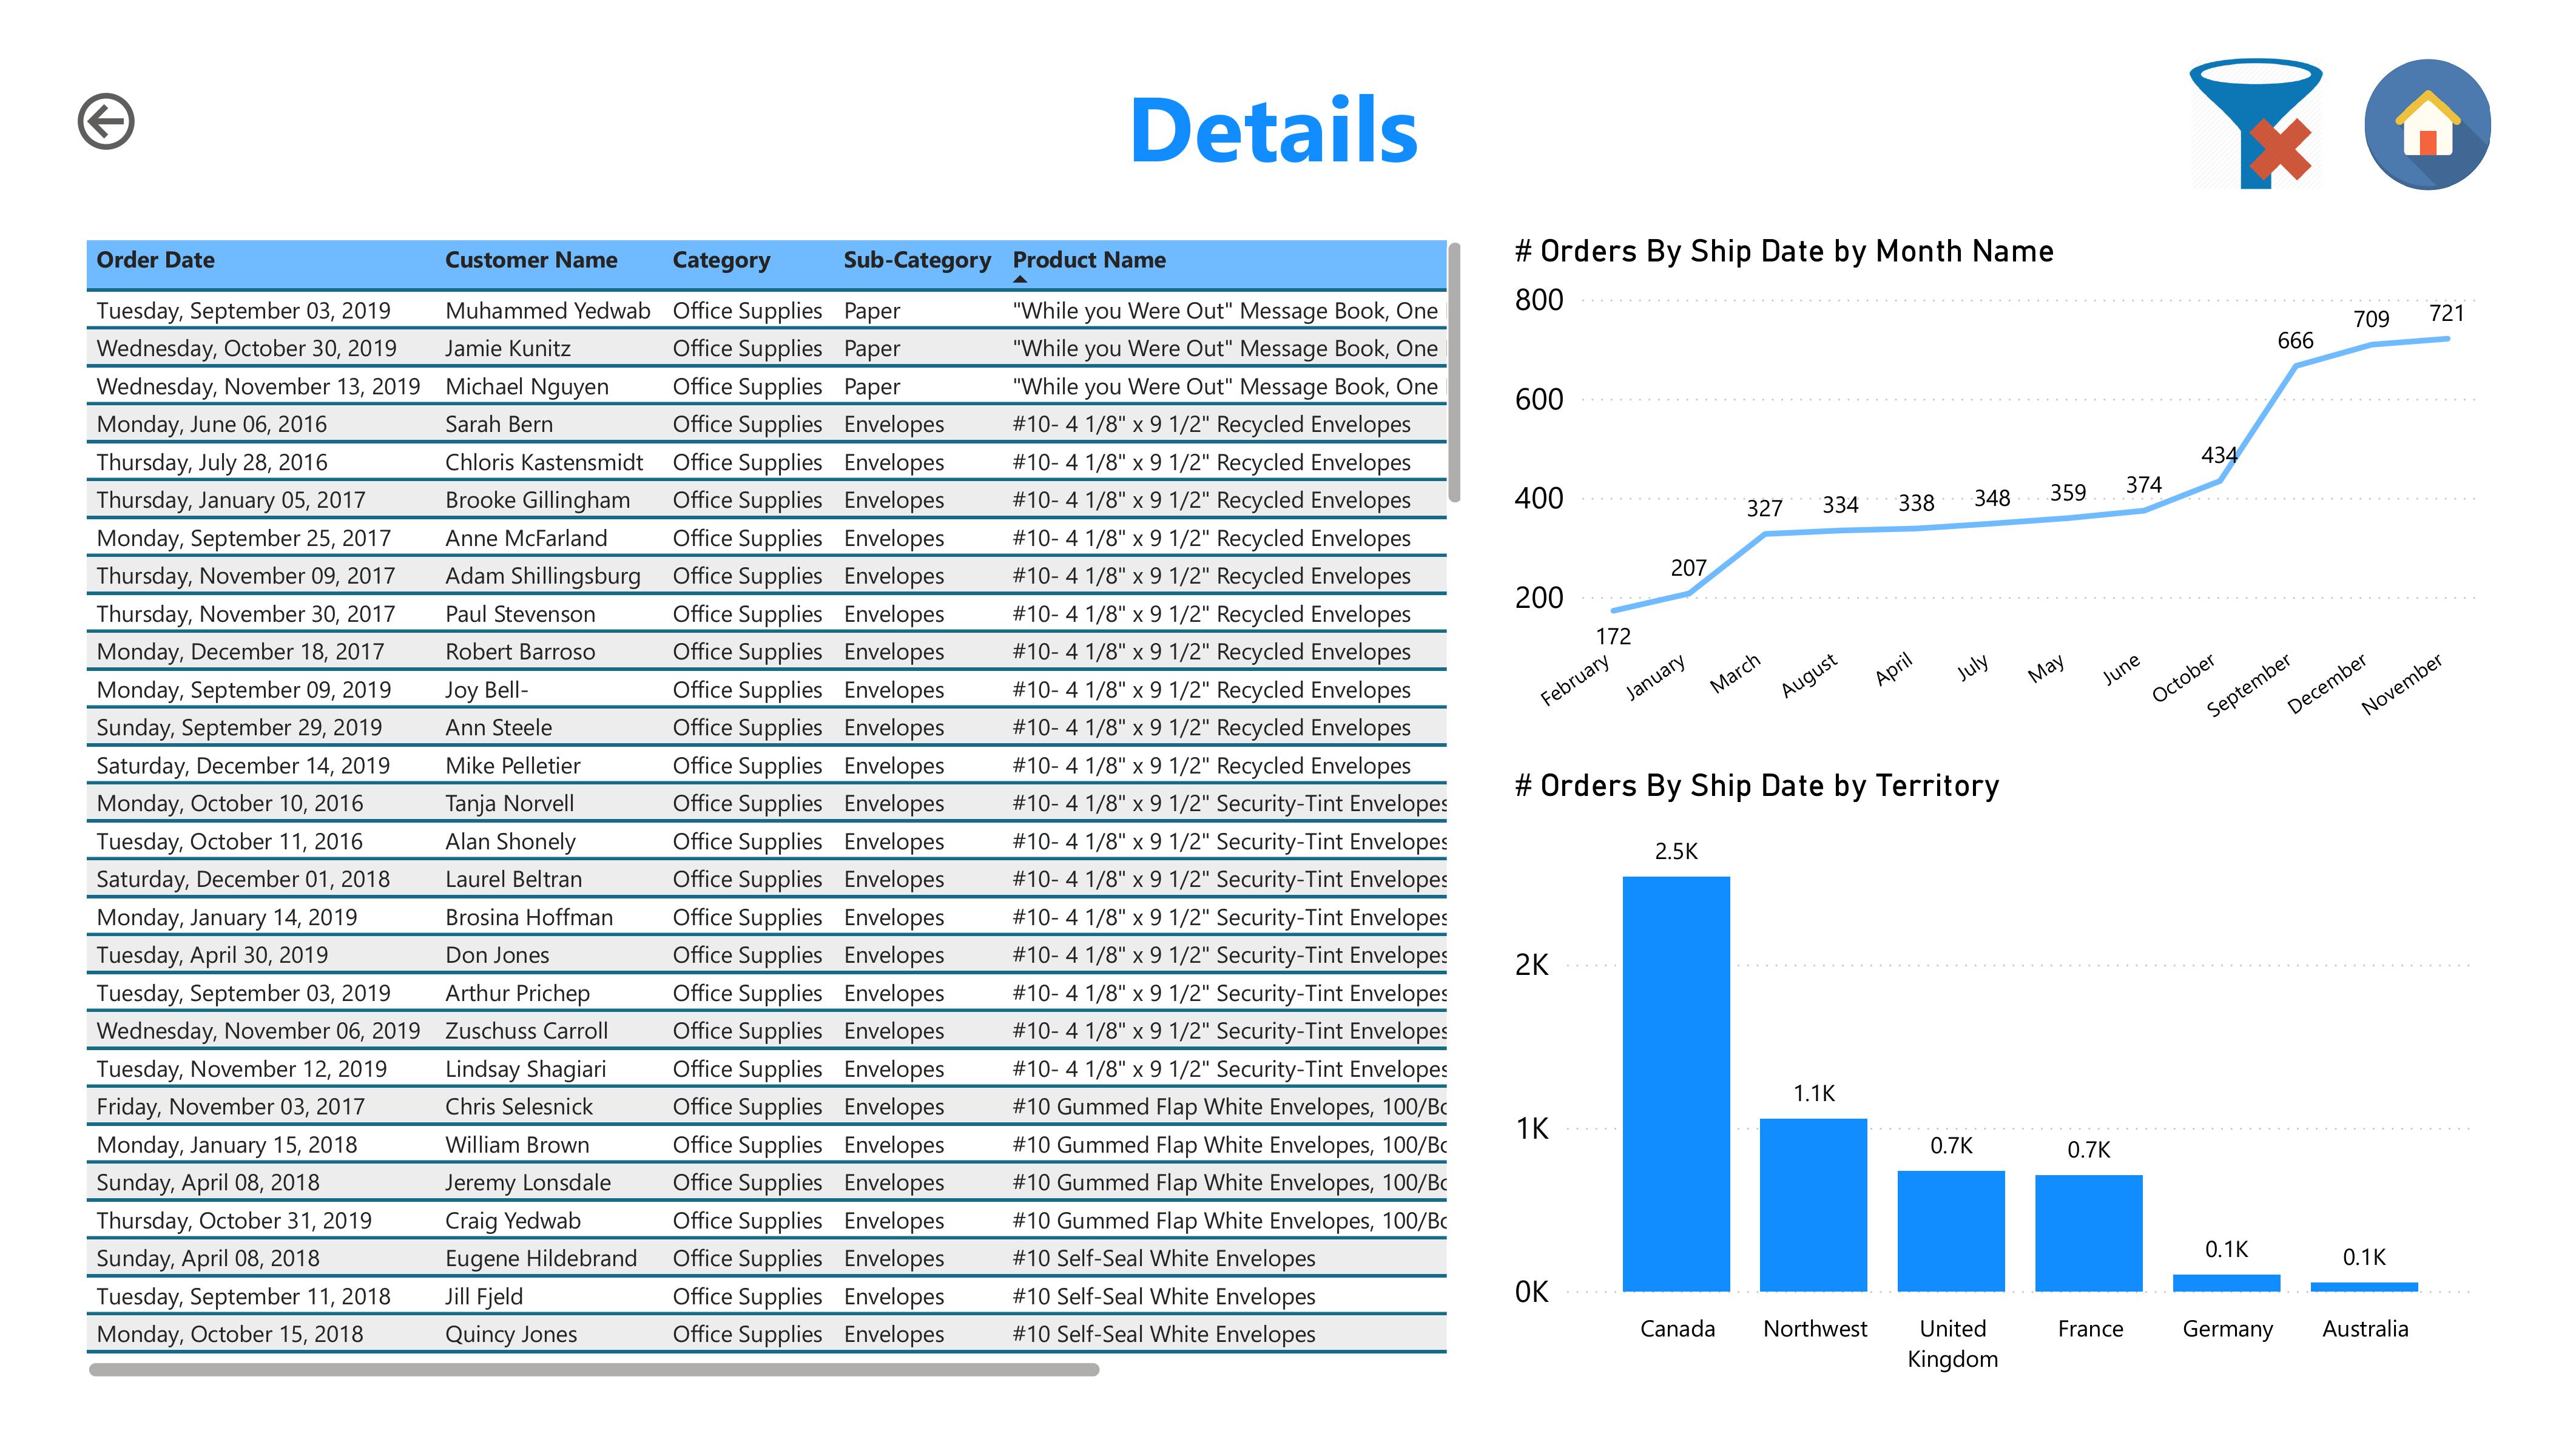 Details
Order Date Customer Name Category Sub-Category Product Name
Tuesday, September 03, 2019 Muhammed Yedwab Office Supplies Paper "While you Were Out" Message Book, One
Wednesday, October 30, 2019 Jamie Kunitz Office Supplies Paper "While you Were Out" Message Book, One
Wednesday, November 13, 2019 Michael Nguyen Office Supplies Paper "While you Were Out" Message Book, One
Monday, June 06, 2016 Sarah Bern Office Supplies Envelopes #10- 4 1/8" x 9 1/2" Recycled Envelopes
Thursday, July 28, 2016 Chloris Kastensmidt Office Supplies Envelopes #10- 4 1/8" x 9 1/2" Recycled Envelopes
Thursday, January 05, 2017 Brooke Gillingham Office Supplies Envelopes #10- 4 1/8" x 9 1/2" Recycled Envelopes
Monday, September 25, 2017 Anne McFarland Office Supplies Envelopes #10- 4 1/8" x 9 1/2" Recycled Envelopes
Thursday, November 09, 2017 Adam Shillingsburg Office Supplies Envelopes #10- 4 1/8" x 9 1/2" Recycled Envelopes
Thursday, November 30, 2017 Paul Stevenson Office Supplies Envelopes #10- 4 1/8" x 9 1/2" Recycled Envelopes
Monday, December 18, 2017 Robert Barroso Office Supplies Envelopes #10- 4 1/8" x 9 1/2" Recycled Envelopes
Monday, September 09, 2019 Joy Bell- Office Supplies Envelopes #10- 4 1/8" x 9 1/2" Recycled Envelopes
Sunday, September 29, 2019 Ann Steele Office Supplies Envelopes #10- 4 1/8" x 9 1/2" Recycled Envelopes
Saturday, December 14, 2019 Mike Pelletier Office Supplies Envelopes #10- 4 1/8" x 9 1/2" Recycled Envelopes
Monday, October 10, 2016 Tanja Norvell Office Supplies Envelopes #10- 4 1/8" x 9 1/2" Security-Tint Envelopes
Tuesday, October 11, 2016 Alan Shonely Office Supplies Envelopes #10- 4 1/8" x 9 1/2" Security-Tint Envelopes
Saturday, December 01, 2018 Laurel Beltran Office Supplies Envelopes #10- 4 1/8" x 9 1/2" Security-Tint Envelopes
Monday, January 14, 2019 Brosina Hoffman Office Supplies Envelopes #10- 4 1/8" x 9 1/2" Security-Tint Envelopes
Tuesday, April 30, 2019 Don Jones Office Supplies Envelopes #10- 4 1/8" x 9 1/2" Security-Tint Envelopes
Tuesday, September 03, 2019 Arthur Prichep Office Supplies Envelopes #10- 4 1/8" x 9 1/2" Security-Tint Envelopes
Wednesday, November 06, 2019 Zuschuss Carroll Office Supplies Envelopes #10- 4 1/8" x 9 1/2" Security-Tint Envelopes
Tuesday, November 12, 2019 Lindsay Shagiari Office Supplies Envelopes #10- 4 1/8" x 9 1/2" Security-Tint Envelopes
Friday, November 03, 2017 Chris Selesnick Office Supplies Envelopes #10 Gummed Flap White Envelopes, 100/Bo
Monday, January 15, 2018 William Brown Office Supplies Envelopes #10 Gummed Flap White Envelopes, 100/Bo
Sunday, April 08, 2018 Jeremy Lonsdale Office Supplies Envelopes #10 Gummed Flap White Envelopes, 100/Bo
Thursday, October 31, 2019 Craig Yedwab Office Supplies Envelopes #10 Gummed Flap White Envelopes, 100/Bo
Sunday, April 08, 2018 Eugene Hildebrand Office Supplies Envelopes #10 Self-Seal White Envelopes
Tuesday, September 11, 2018 Jill Fjeld Office Supplies Envelopes #10 Self-Seal White Envelopes
Monday, October 15, 2018 Quincy Jones Office Supplies Envelopes #10 Self-Seal White Envelopes
# Orders By Ship Date by Month Name
800
600
400
200
172 207 327 334 338 348 359 374 434 666 709 721
February January March August April July May June October September December November
# Orders By Ship Date by Territory
2K
1K
0K
2.5K 1.1K 0.7K 0.7K 0.1K 0.1K
Canada Northwest United Kingdom France Germany Australia